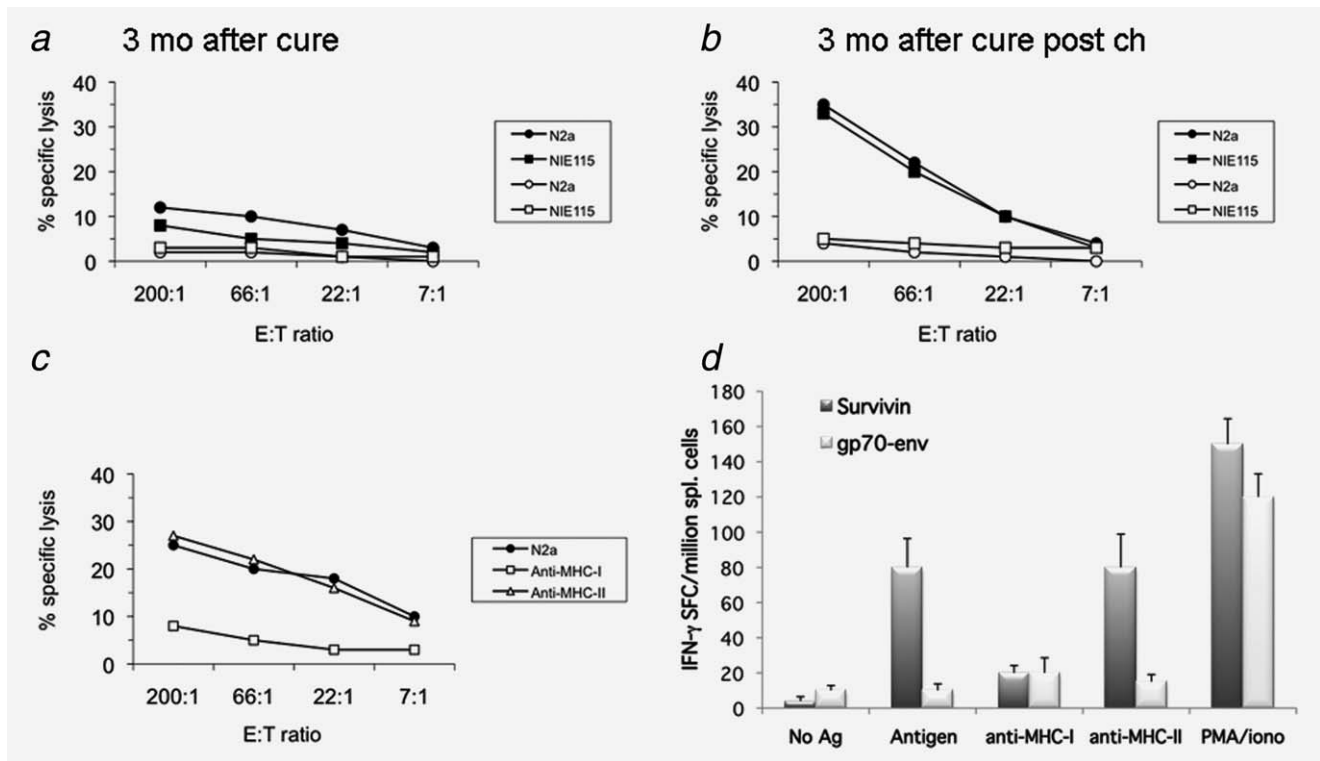 a 3 mo after cure
% specific lysis
40
30
20
10
0
200:1 66:1 22:1 7:1
E:T ratio
N2a
NIE115
N2a
NIE115
b 3 mo after cure post ch
% specific lysis
40
30
20
10
0
200:1 66:1 22:1 7:1
E:T ratio
N2a
NIE115
N2a
NIE115
c
% specific lysis
40
30
20
10
0
200:1 66:1 22:1 7:1
E:T ratio
N2a
Anti-MHC-I
Anti-MHC-II
d
IFN-γ SFC/million spl. cells
180
160
140
120
100
80
60
40
20
0
Survivin
gp70-env
No Ag Antigen anti-MHC-I anti-MHC-II PMA/iono